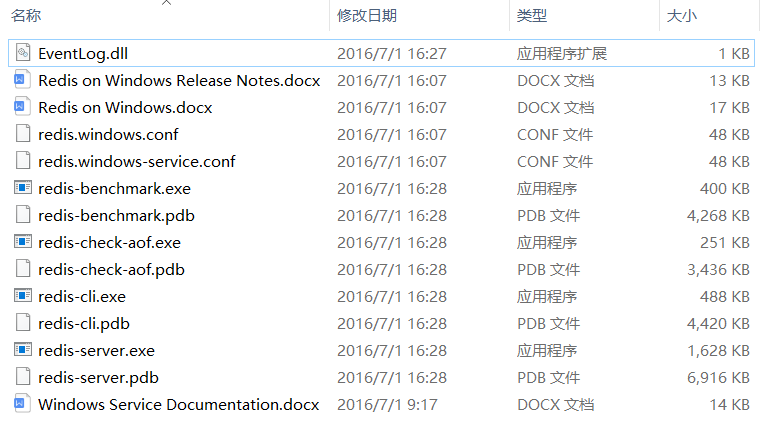 名称 修改日期 类型 大小
EventLog.dll 2016/7/1 16:27 应用程序扩展 1 KB
Redis on Windows Release Notes.docx 2016/7/1 16:07 DOCX 文档 13 KB
Redis on Windows.docx 2016/7/1 16:07 DOCX 文档 17 KB
redis.windows.conf 2016/7/1 16:07 CONF 文件 48 KB
redis.windows-service.conf 2016/7/1 16:07 CONF 文件 48 KB
redis-benchmark.exe 2016/7/1 16:28 应用程序 400 KB
redis-benchmark.pdb 2016/7/1 16:28 PDB 文件 4,268 KB
redis-check-aof.exe 2016/7/1 16:28 应用程序 251 KB
redis-check-aof.pdb 2016/7/1 16:28 PDB 文件 3,436 KB
redis-cli.exe 2016/7/1 16:28 应用程序 488 KB
redis-cli.pdb 2016/7/1 16:28 PDB 文件 4,420 KB
redis-server.exe 2016/7/1 16:28 应用程序 1,628 KB
redis-server.pdb 2016/7/1 16:28 PDB 文件 6,916 KB
Windows Service Documentation.docx 2016/7/1 9:17 DOCX 文档 14 KB